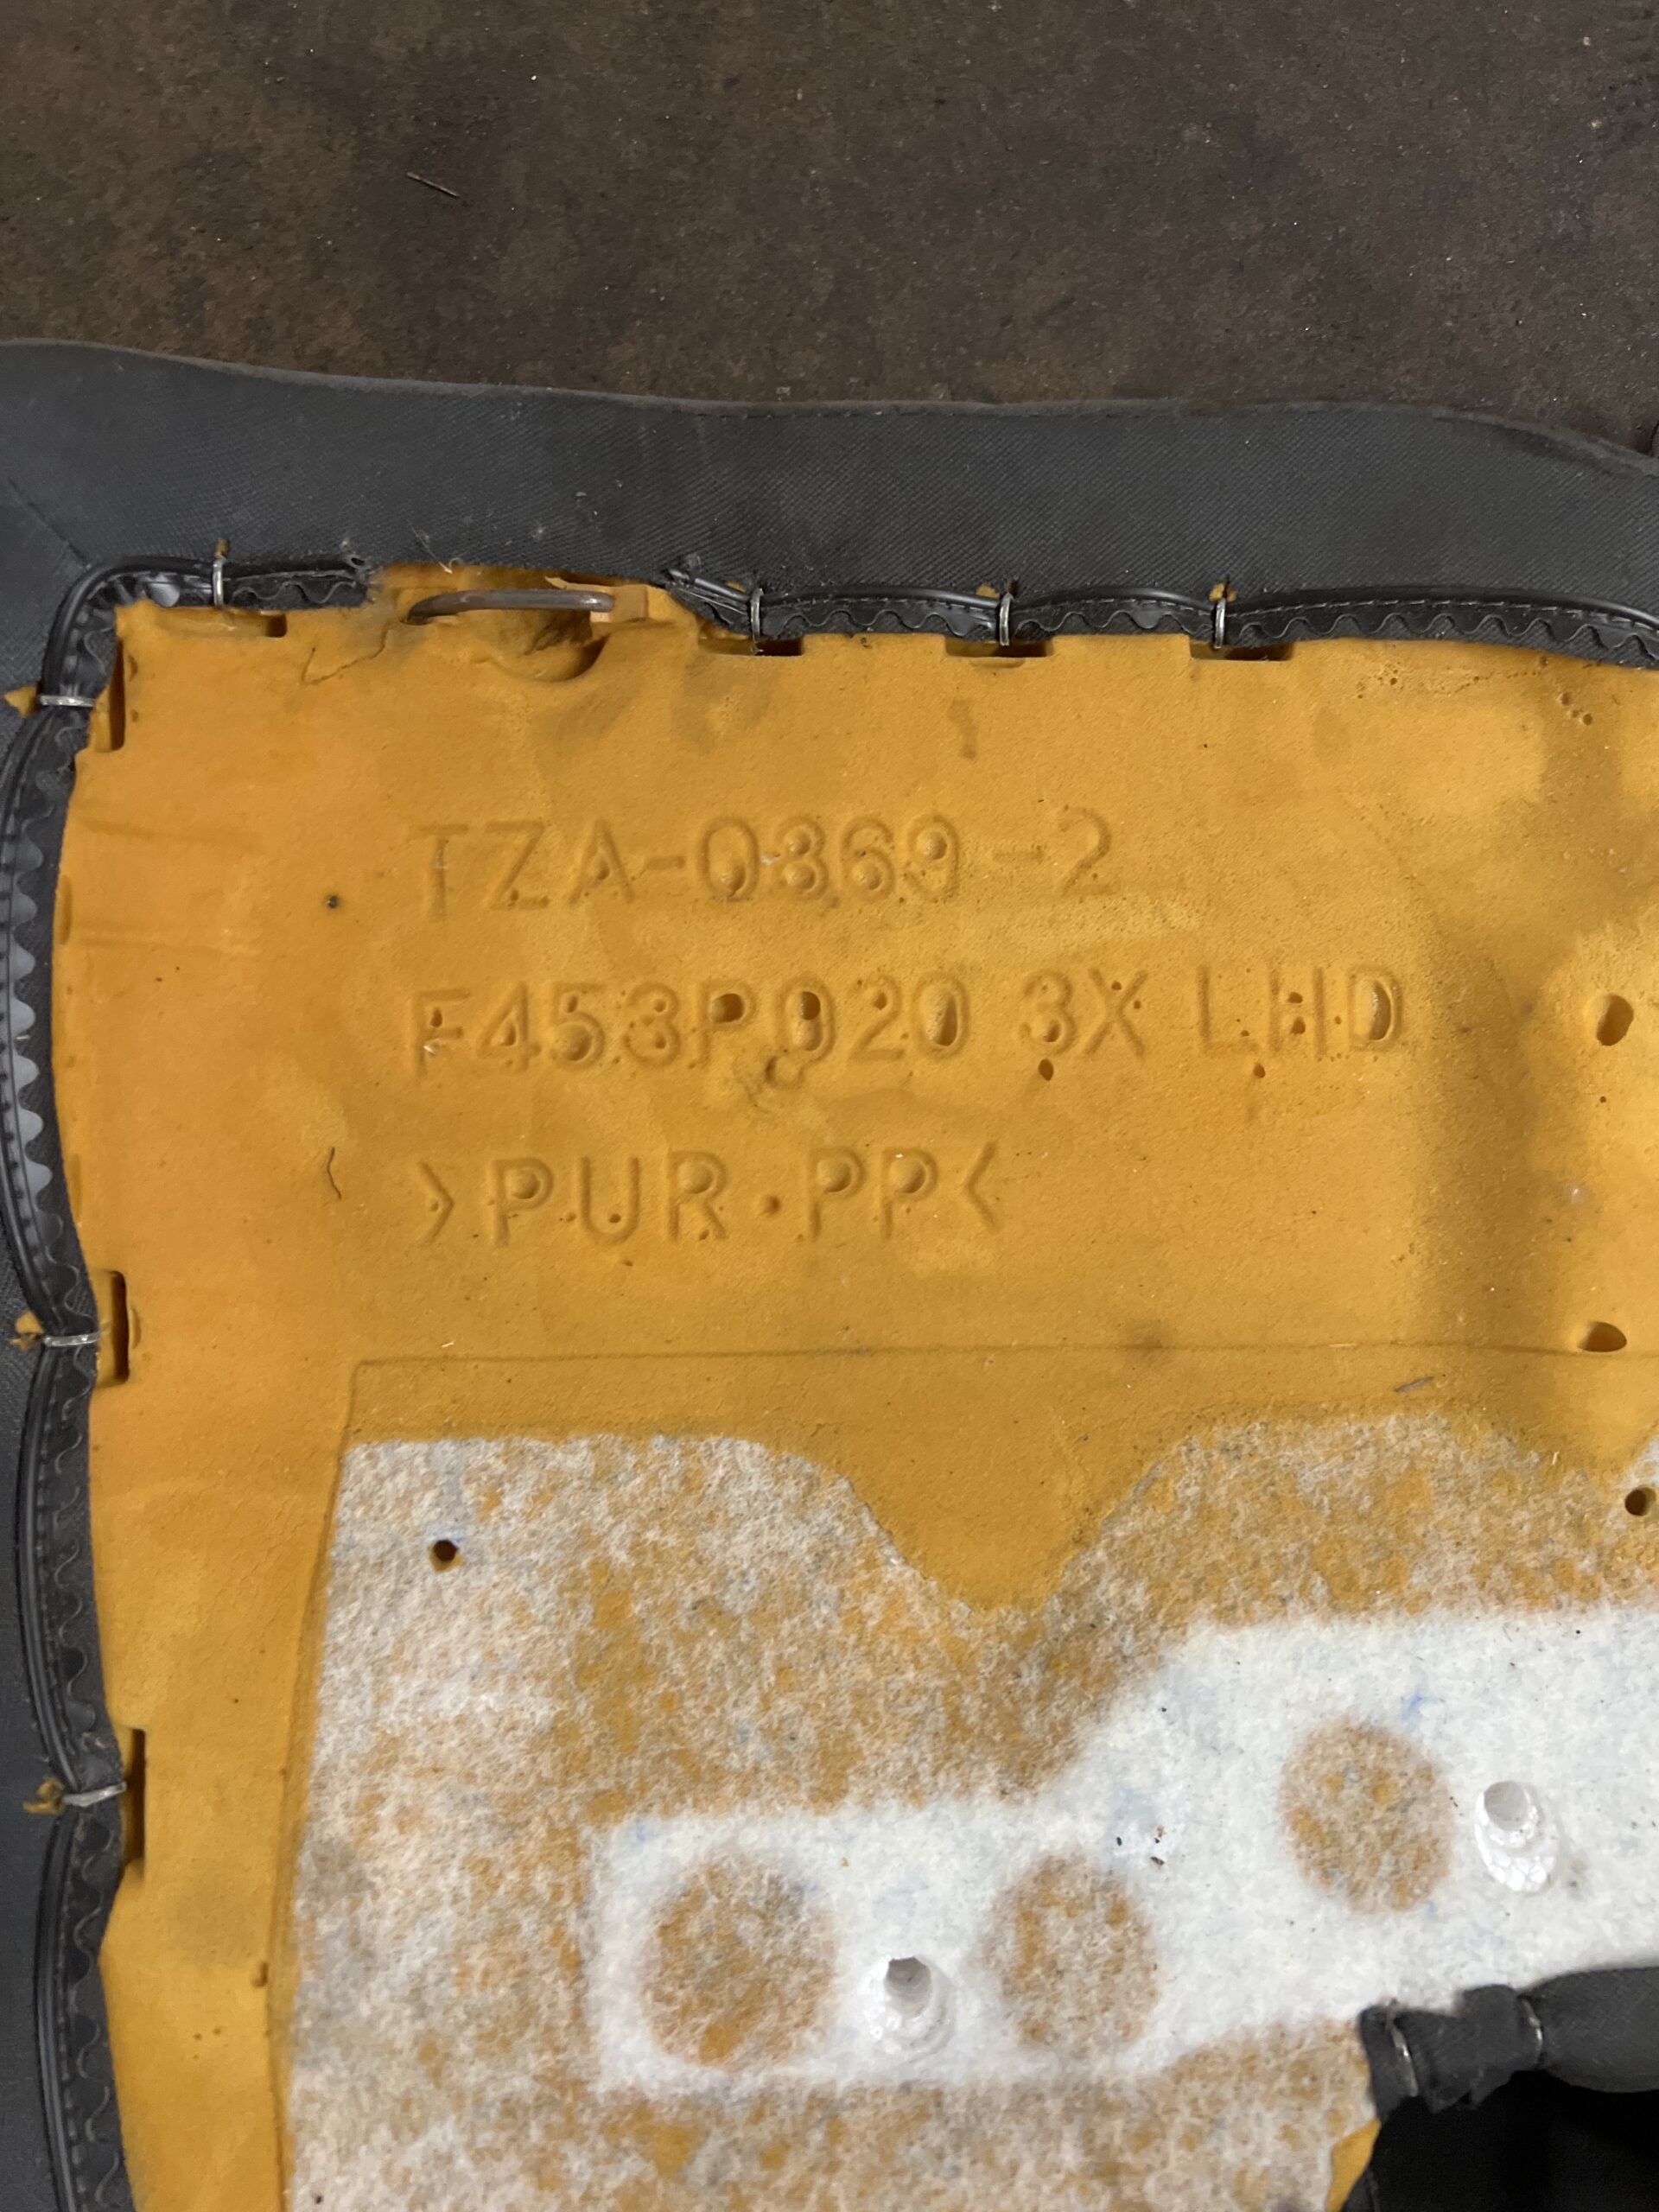 TZA-0369-2
F453P020 3X LHD
>PUR·PP<